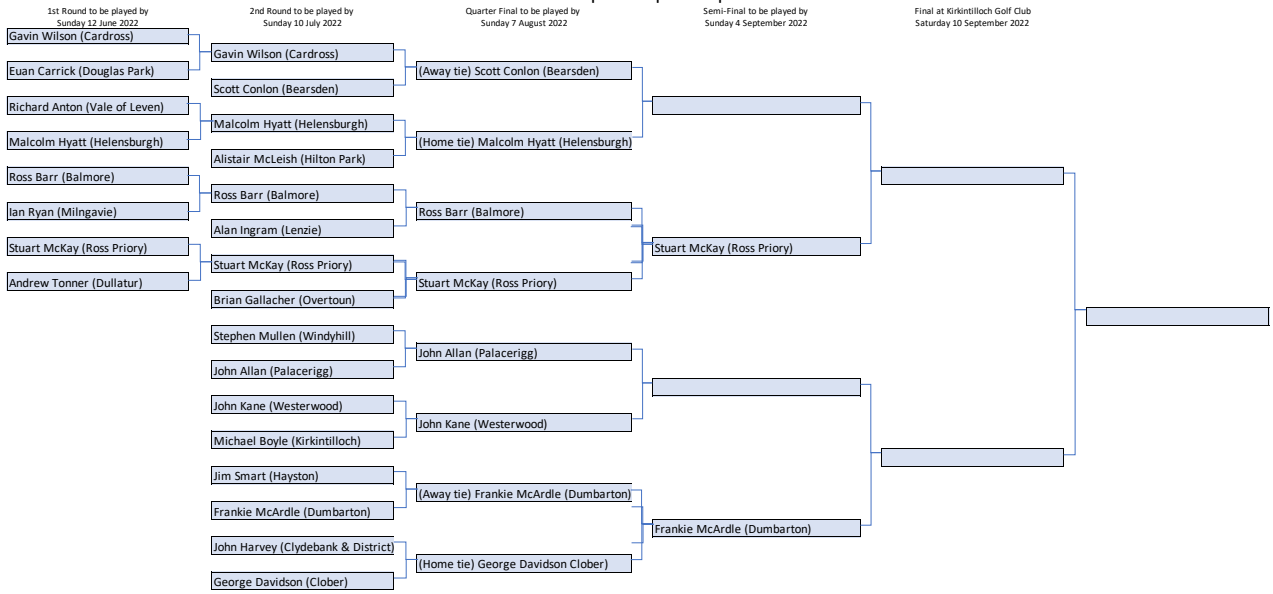 1st Round to be played by
Sunday 12 June 2022
2nd Round to be played by
Sunday 10 July 2022
Quarter Final to be played by
Sunday 7 August 2022
Semi-Final to be played by
Sunday 4 September 2022
Final at Kirkintilloch Golf Club
Saturday 10 September 2022
Gavin Wilson (Cardross)
Euan Carrick (Douglas Park)
Richard Anton (Vale of Leven)
Malcolm Hyatt (Helensburgh)
Ross Barr (Balmore)
Ian Ryan (Milngavie)
Stuart McKay (Ross Priory)
Andrew Tonner (Dullatur)
Gavin Wilson (Cardross)
Scott Conlon (Bearsden)
Malcolm Hyatt (Helensburgh)
Alistair McLeish (Hilton Park)
Ross Barr (Balmore)
Alan Ingram (Lenzie)
Stuart McKay (Ross Priory)
Brian Gallacher (Overtoun)
Stephen Mullen (Windyhill)
John Allan (Palacerigg)
John Kane (Westerwood)
Michael Boyle (Kirkintilloch)
Jim Smart (Hayston)
Frankie McArdle (Dumbarton)
John Harvey (Clydebank & District)
George Davidson (Clober)
(Away tie) Scott Conlon (Bearsden)
(Home tie) Malcolm Hyatt (Helensburgh)
Ross Barr (Balmore)
Stuart McKay (Ross Priory)
John Allan (Palacerigg)
John Kane (Westerwood)
(Away tie) Frankie McArdle (Dumbarton)
(Home tie) George Davidson Clober)
Stuart McKay (Ross Priory)
Frankie McArdle (Dumbarton)